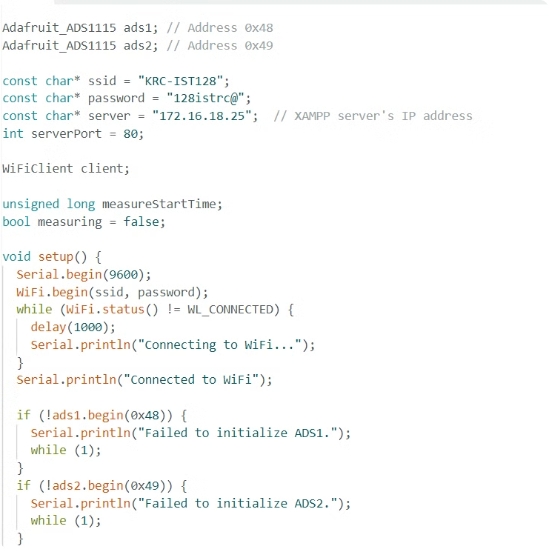 Adafruit_ADS1115 ads1; // Address 0x48
Adafruit_ADS1115 ads2; // Address 0x49
const char* ssid = "KRC-IST128";
const char* password = "128istrc@";
const char* server = "172.16.18.25";  // XAMPP server's IP address
int serverPort = 80;
WiFiClient client;
unsigned long measureStartTime;
bool measuring = false;
void setup() {
  Serial.begin(9600);
  WiFi.begin(ssid, password);
  while (WiFi.status() != WL_CONNECTED) {
    delay(1000);
    Serial.println("Connecting to WiFi...");
  }
  Serial.println("Connected to WiFi");
  if (!ads1.begin(0x48)) {
    Serial.println("Failed to initialize ADS1.");
    while (1);
  }
  if (!ads2.begin(0x49)) {
    Serial.println("Failed to initialize ADS2.");
    while (1);
  }